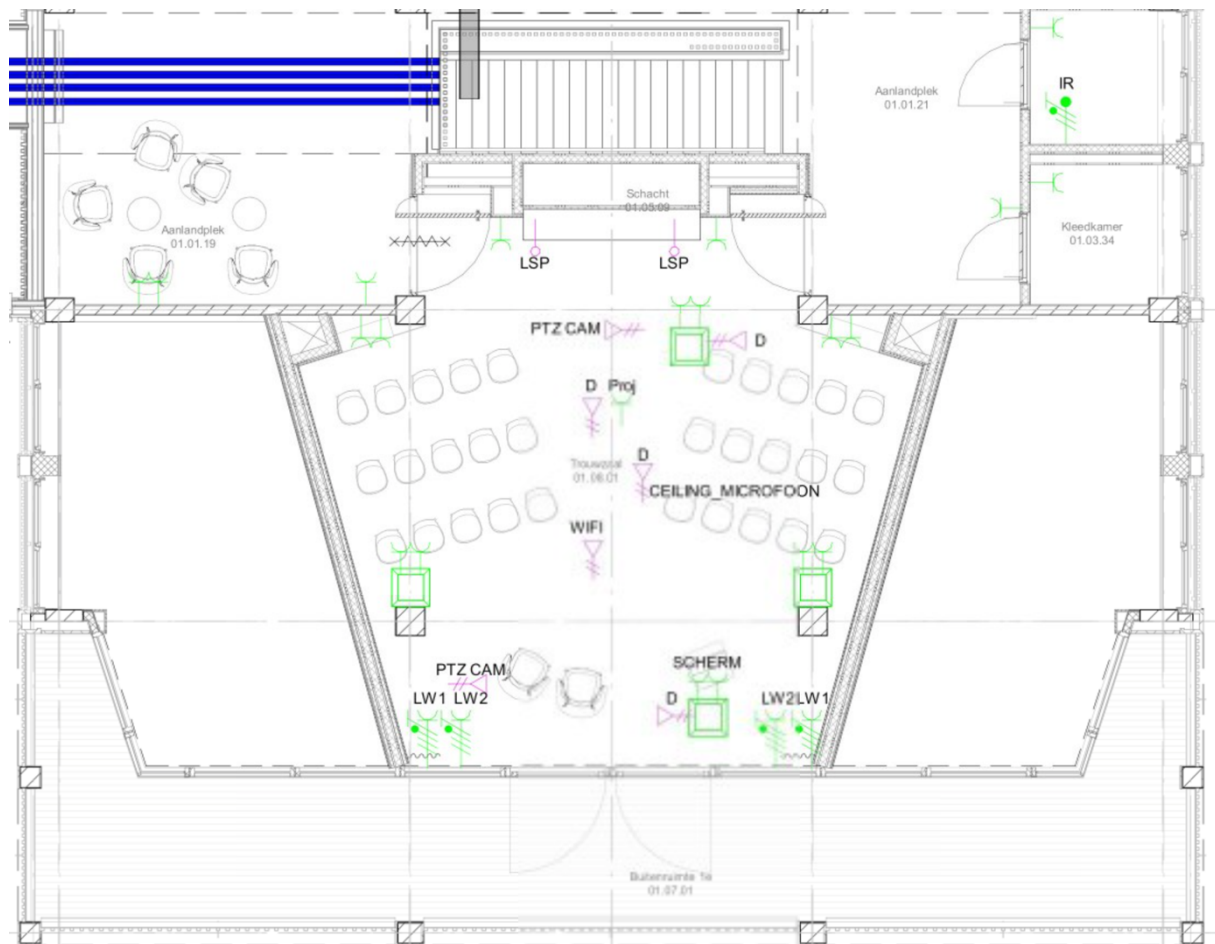 IR
Aanlandplek
01.01.21
Schacht
01.05.09
Aanlandplek
01.01.19
Kleedkamer
01.03.34
LSP
LSP
PTZ CAM
D
D Proj
D
Trouwzaal
01.06.01
CEILING_MICROFOON
WIFI
SCHERM
PTZ CAM
D
LW1 LW2
LW2 LW1
Buitenruimte 1e
01.07.01